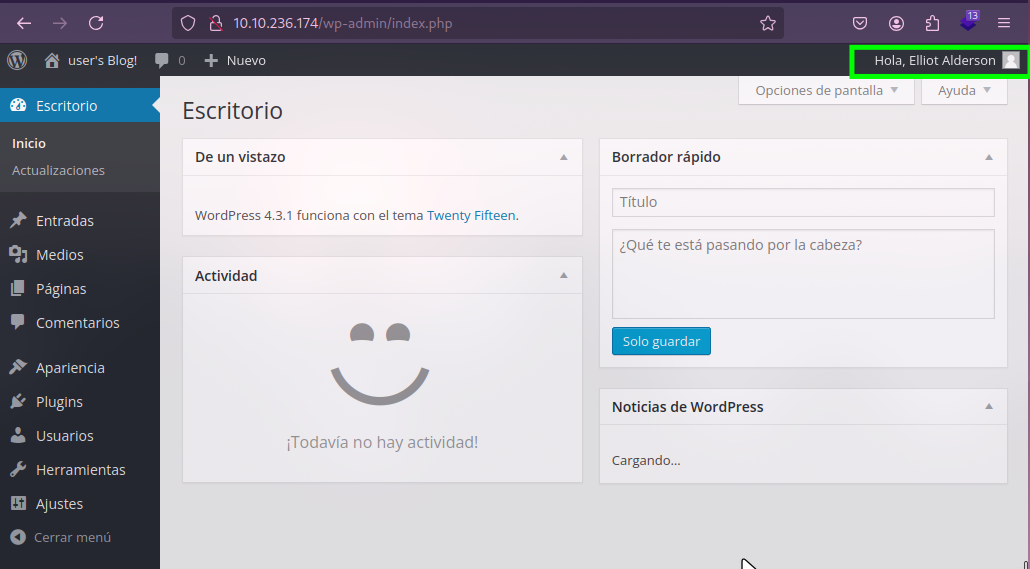 10.10.236.174/wp-admin/index.php
13
user's Blog!
0
Nuevo
Hola, Elliot Alderson
Escritorio
Inicio
Actualizaciones
Entradas
Medios
Páginas
Comentarios
Apariencia
Plugins
Usuarios
Herramientas
Ajustes
Cerrar menú
Opciones de pantalla
Ayuda
Escritorio
De un vistazo
WordPress 4.3.1 funciona con el tema Twenty Fifteen.
Actividad
¡Todavía no hay actividad!
Borrador rápido
Título
¿Qué te está pasando por la cabeza?
Solo guardar
Noticias de WordPress
Cargando...